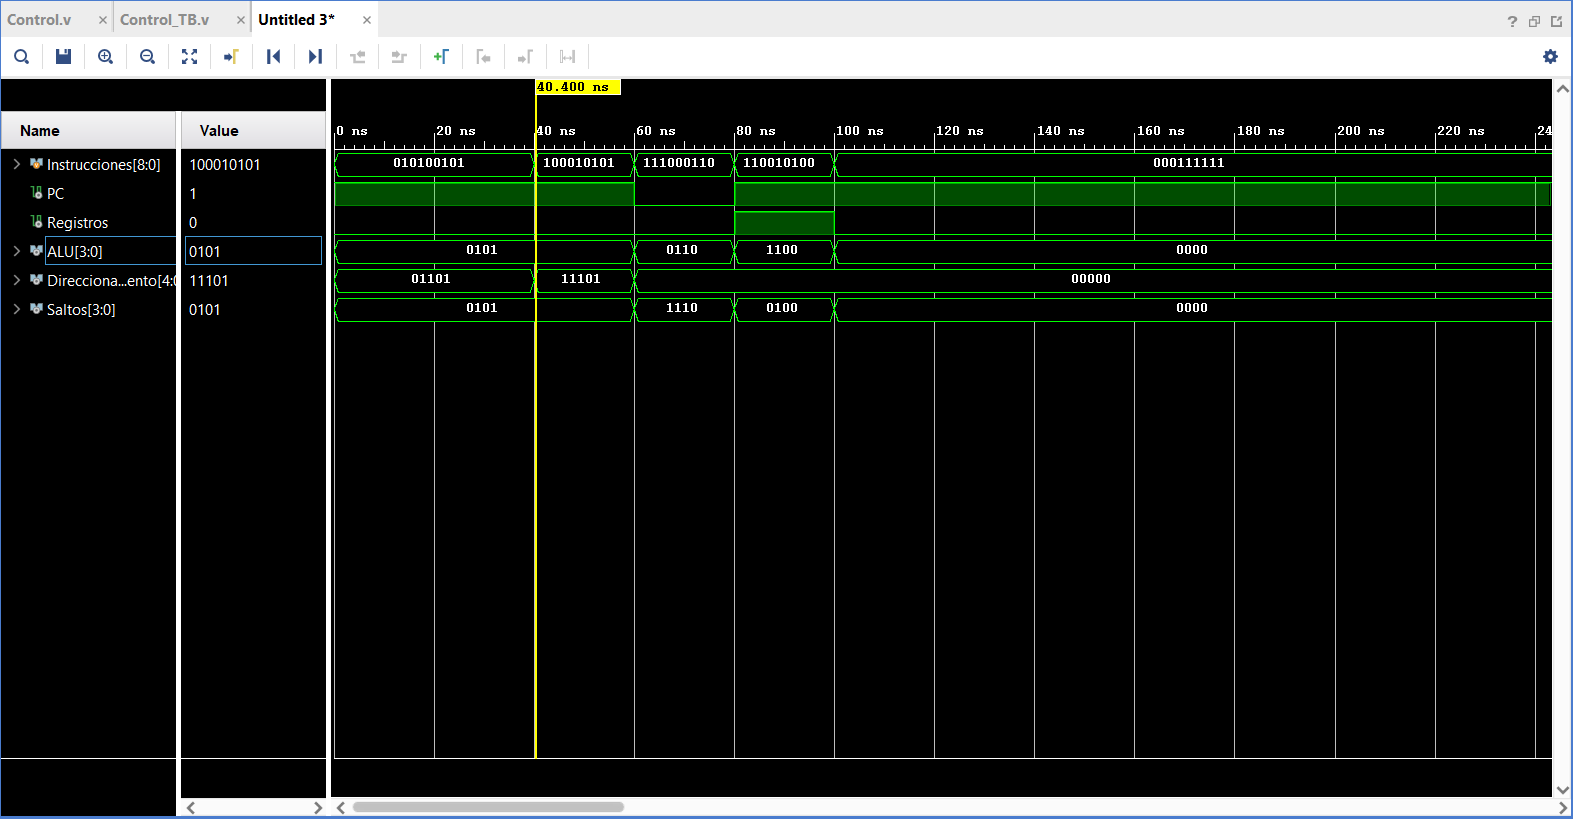 Control.v × Control_TB.v × Untitled 3* ×
?
40.400 ns
Name Value
0 ns 20 ns 40 ns 60 ns 80 ns 100 ns 120 ns 140 ns 160 ns 180 ns 200 ns 220 ns 24
Instrucciones[8:0] 100010101 010100101 100010101 111000110 110010100 000111111
PC 1
Registros 0
ALU[3:0] 0101 0101 0110 1100 0000
Direcciona...ento[4:0 11101 01101 11101 00000
Saltos[3:0] 0101 0101 1110 0100 0000